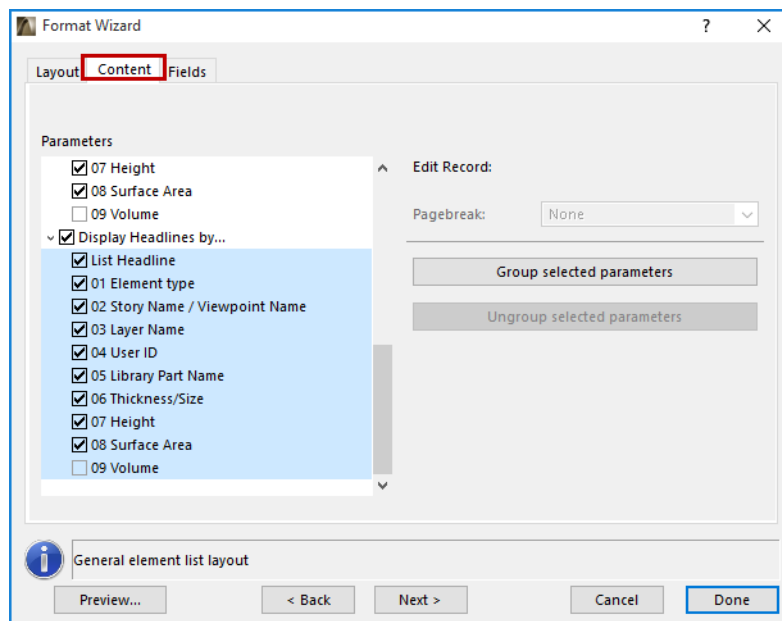 Format Wizard
?
Layout Content Fields
Parameters
07 Height
08 Surface Area
09 Volume
Display Headlines by...
List Headline
01 Element type
02 Story Name / Viewpoint Name
03 Layer Name
04 User ID
05 Library Part Name
06 Thickness/Size
07 Height
08 Surface Area
09 Volume
Edit Record:
Pagebreak: None
Group selected parameters
Ungroup selected parameters
General element list layout
Preview... < Back Next > Cancel Done